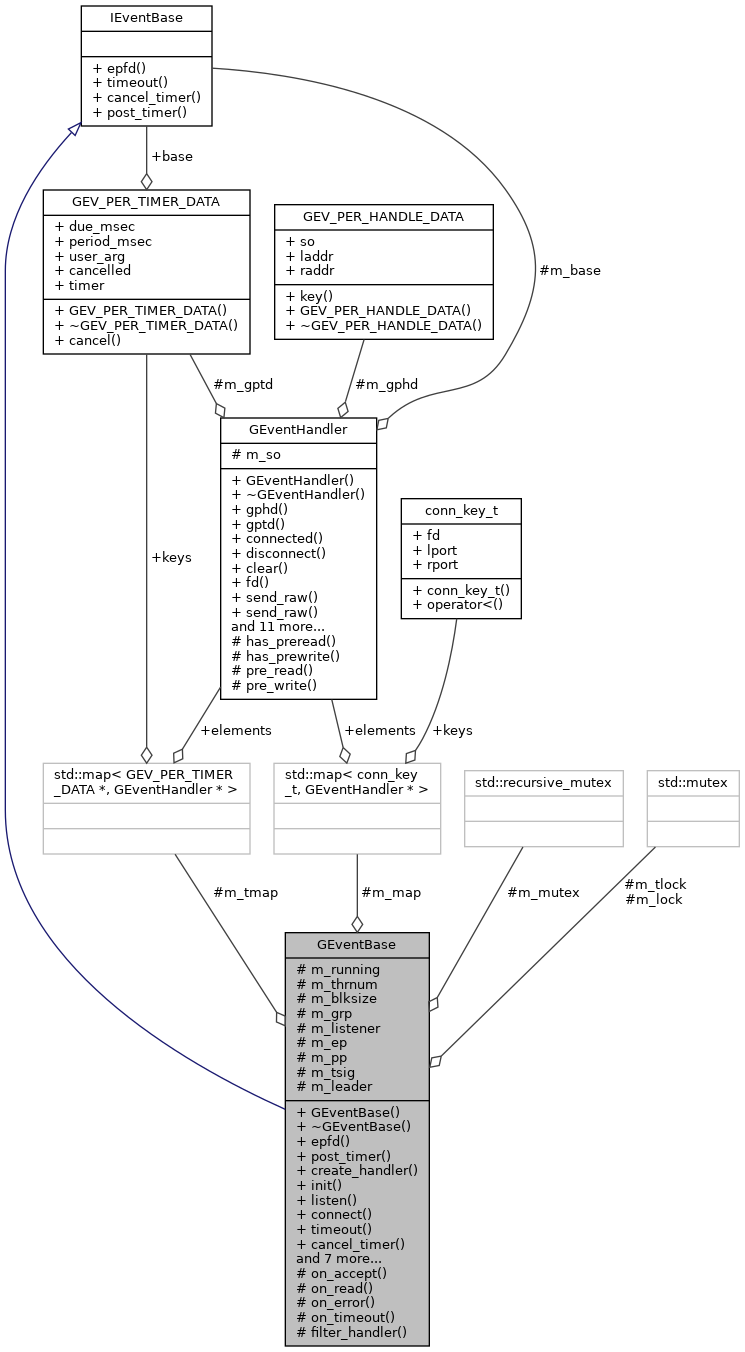 IEventBase
+ epfd()
+ timeout()
+ cancel_timer()
+ post_timer()
+base
#m_base
GEV_PER_TIMER_DATA
+ due_msec
+ period_msec
+ user_arg
+ cancelled
+ timer
+ GEV_PER_TIMER_DATA()
+ ~GEV_PER_TIMER_DATA()
+ cancel()
GEV_PER_HANDLE_DATA
+ so
+ laddr
+ raddr
+ key()
+ GEV_PER_HANDLE_DATA()
+ ~GEV_PER_HANDLE_DATA()
#m_gptd
#m_gphd
GEventHandler
# m_so
+ GEventHandler()
+ ~GEventHandler()
+ gphd()
+ gptd()
+ connected()
+ disconnect()
+ clear()
+ fd()
+ send_raw()
+ send_raw()
and 11 more...
# has_preread()
# has_prewrite()
# pre_read()
# pre_write()
conn_key_t
+ fd
+ lport
+ rport
+ conn_key_t()
+ operator<()
+keys
+elements
+elements
+keys
std::map< GEV_PER_TIMER
_DATA *, GEventHandler * >
std::map< conn_key
_t, GEventHandler * >
std::recursive_mutex
std::mutex
#m_tmap
#m_map
#m_mutex
#m_tlock
#m_lock
GEventBase
# m_running
# m_thrnum
# m_blksize
# m_grp
# m_listener
# m_ep
# m_pp
# m_tsig
# m_leader
+ GEventBase()
+ ~GEventBase()
+ epfd()
+ post_timer()
+ create_handler()
+ init()
+ listen()
+ connect()
+ timeout()
+ cancel_timer()
and 7 more...
# on_accept()
# on_read()
# on_error()
# on_timeout()
# filter_handler()